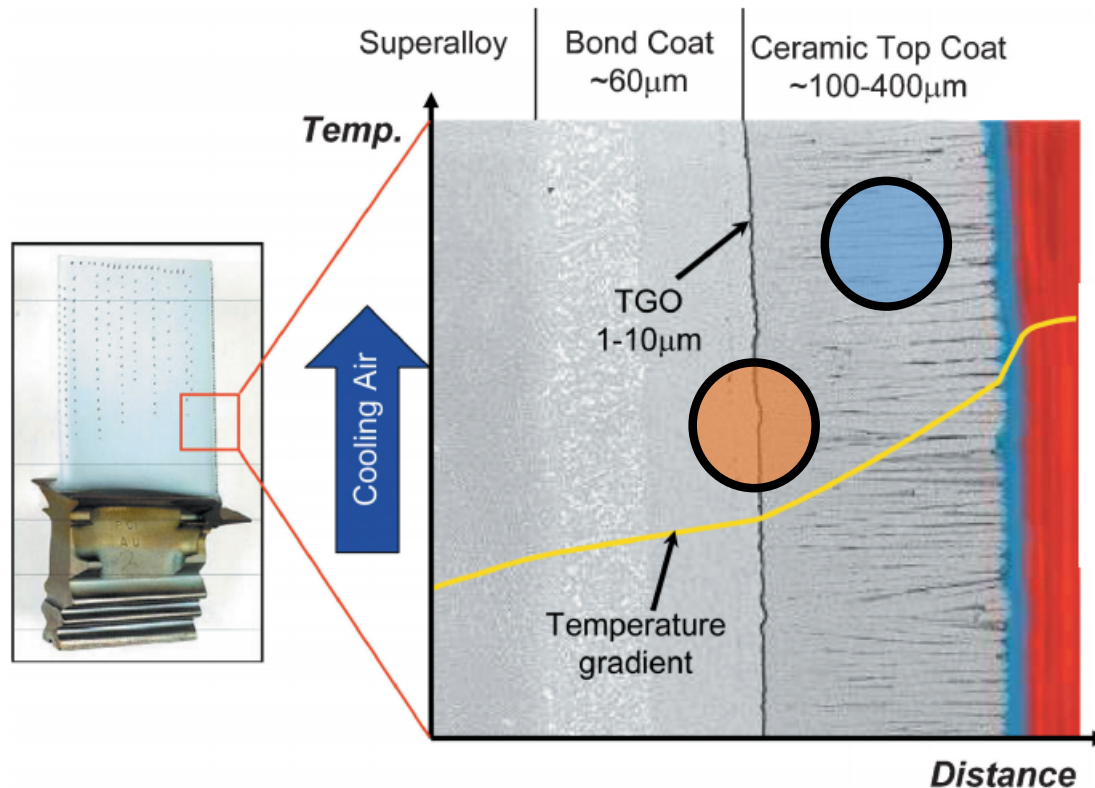 Superalloy
Bond Coat
~60μm
Ceramic Top Coat
~100-400μm
Temp.
TGO
1-10μm
Cooling Air
Temperature
gradient
Distance